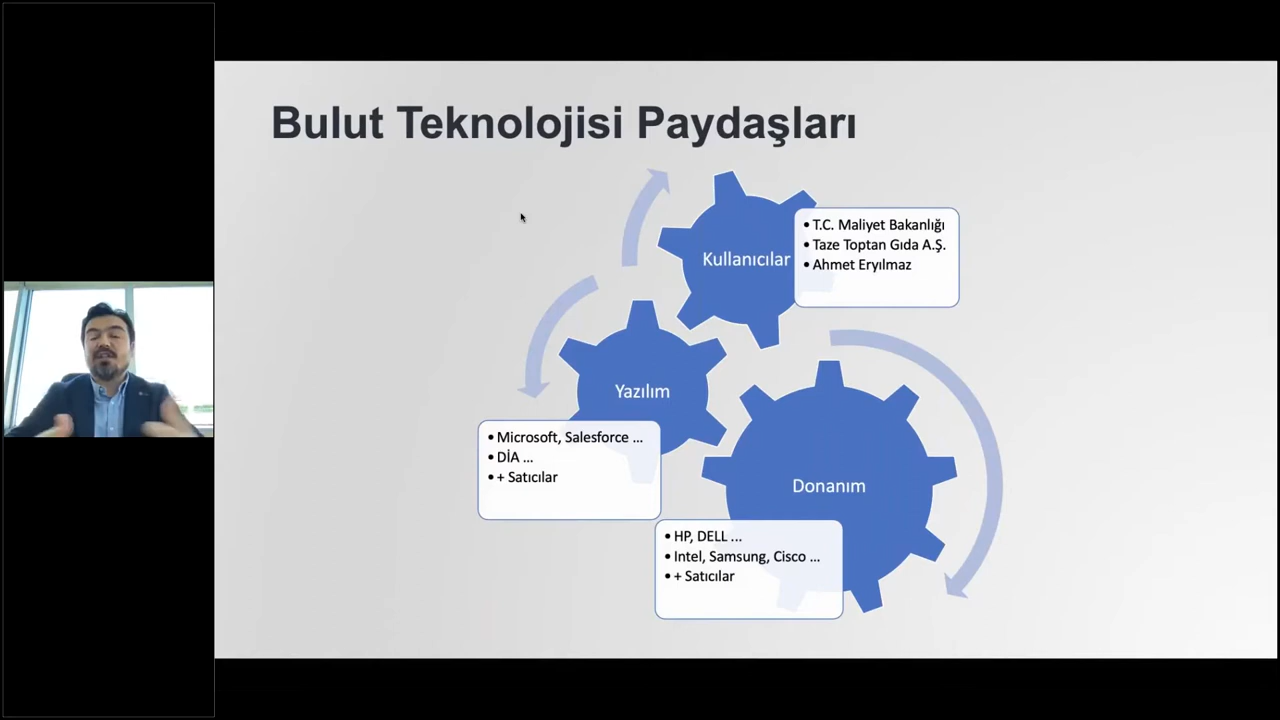 Bulut Teknolojisi Paydaşları
Kullanıcılar
• T.C. Maliyet Bakanlığı
• Taze Toptan Gıda A.Ş.
• Ahmet Eryılmaz
Yazılım
• Microsoft, Salesforce ...
• DİA ...
• + Satıcılar
Donanım
• HP, DELL ...
• Intel, Samsung, Cisco ...
• + Satıcılar